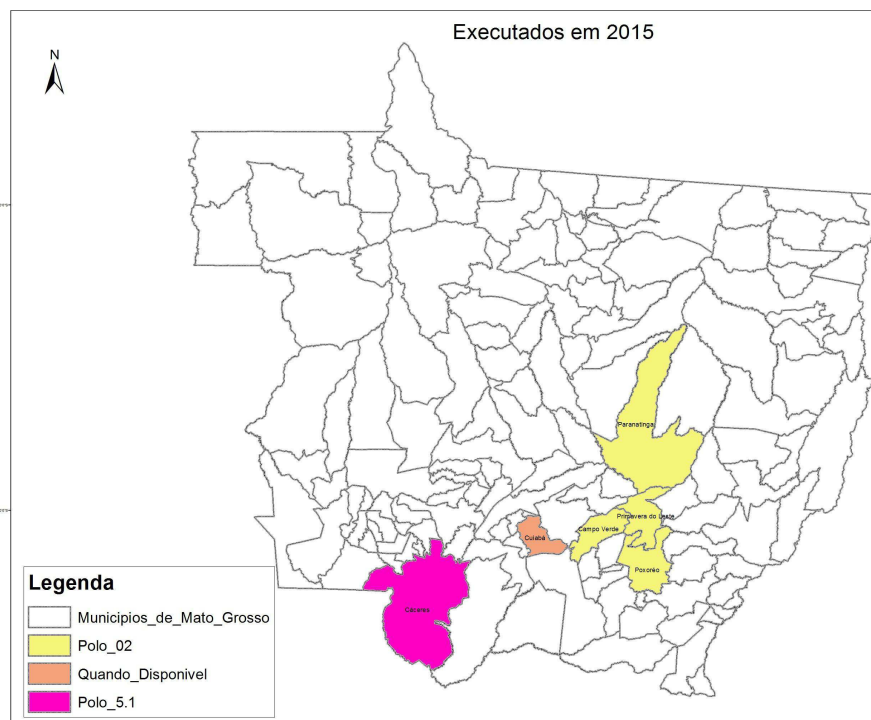 Executados em 2015
N
Paranatinga
Primavera do Leste
Campo Verde
Cuiabá
Poxoréo
Cáceres
Legenda
Municipios_de_Mato_Grosso
Polo_02
Quando_Disponivel
Polo_5.1